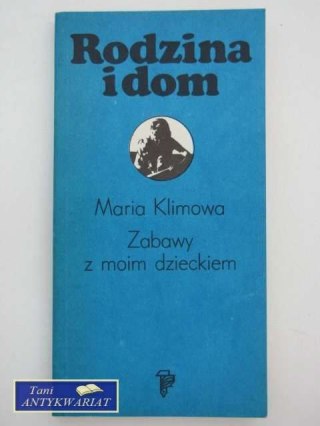 Rodzina
i dom
Maria Klimowa
Zabawy
z moim dzieckiem
Tani
ANTYKWARIAT